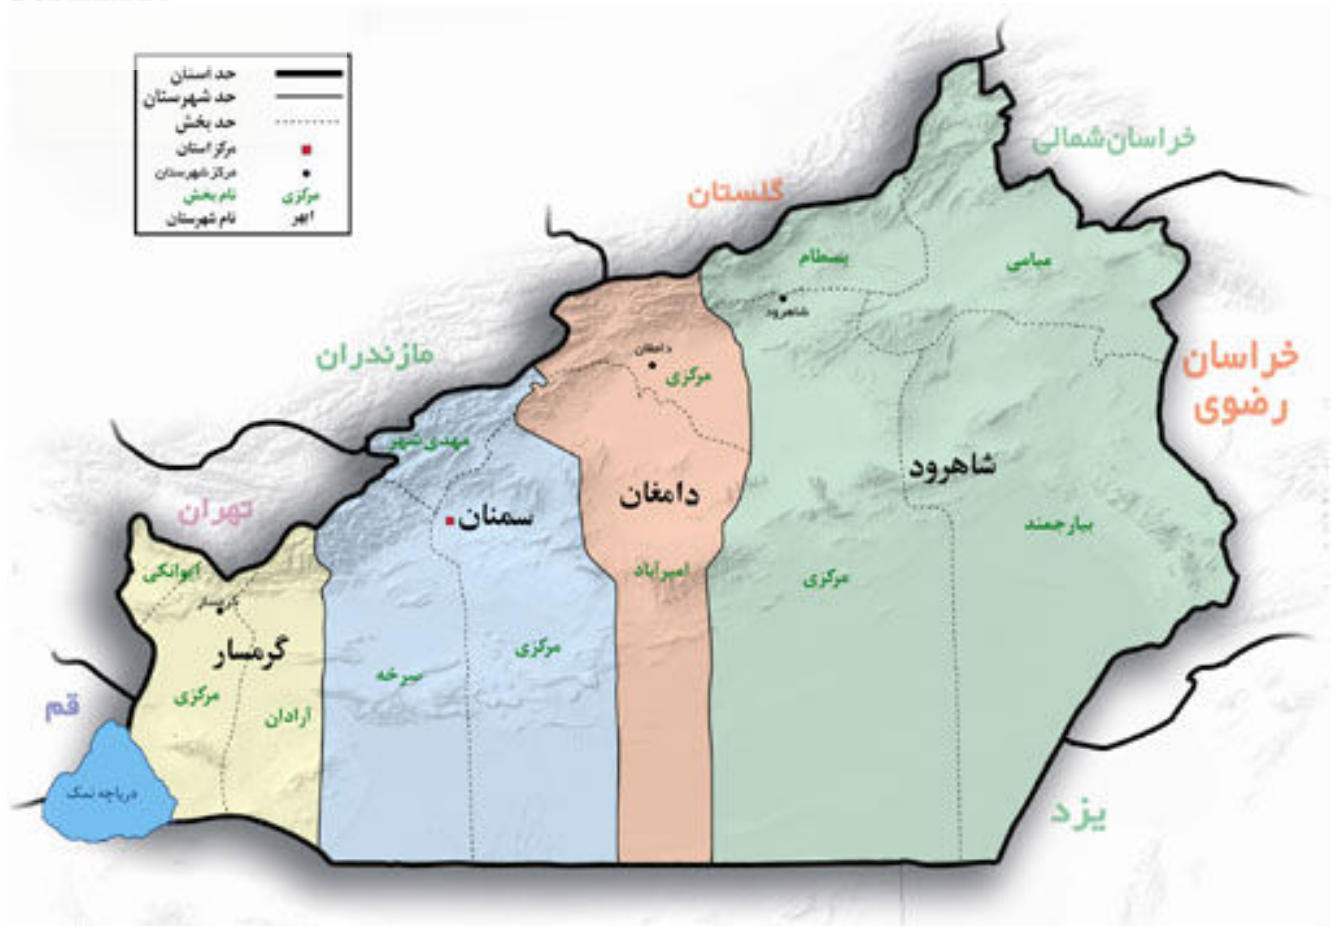 حد استان
حد شهرستان
حد بخش
مرکز استان
مرکز شهرستان
مرکزی
نام بخش
ابهر
نام شهرستان
خراسان شمالی
گلستان
بسطام
میامی
شاهرود
مازندران
دامغان
مرکزی
خراسان
رضوی
مهدی شهر
شاهرود
دامغان
سمنان
تهران
بیارجمند
ایوانکی
امیرآباد
مرکزی
گرمسار
گرمسار
مرکزی
سرخه
مرکزی
آرادان
قم
دریاچه نمک
یزد